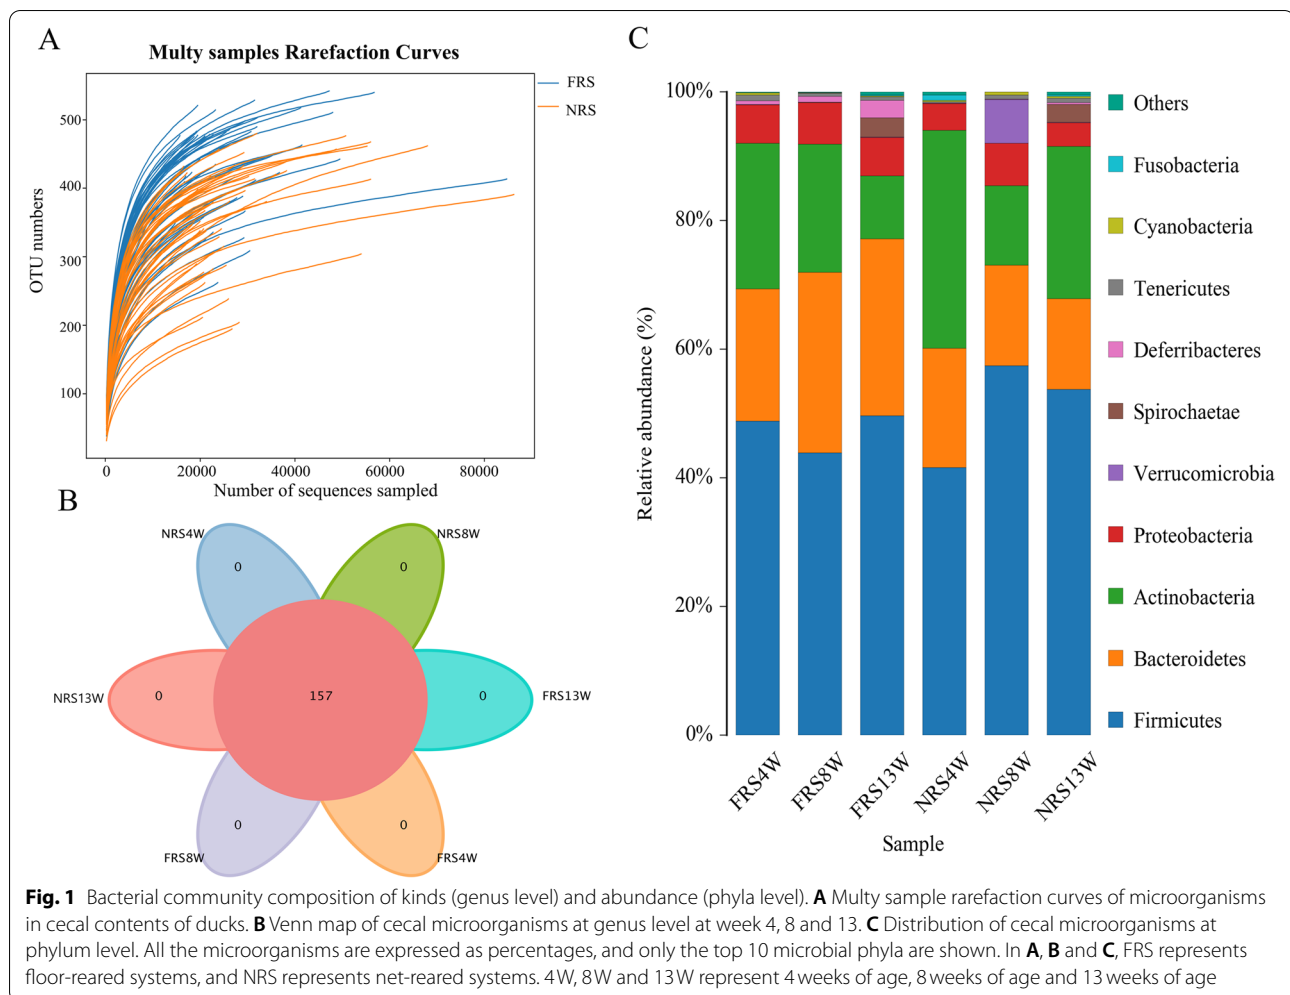 A
Multy samples Rarefaction Curves
FRS
NRS
500
400
300
200
100
OTU numbers
0
20000
40000
60000
80000
Number of sequences sampled
B
NRS4W
NRS8W
0
0
NRS13W
0
157
0
FRS13W
0
0
FRS8W
FRS4W
C
100%
80%
60%
40%
20%
0%
Relative abundance (%)
FRS4W
FRS8W
FRS13W
NRS4W
NRS8W
NRS13W
Sample
Others
Fusobacteria
Cyanobacteria
Tenericutes
Deferribacteres
Spirochaetae
Verrucomicrobia
Proteobacteria
Actinobacteria
Bacteroidetes
Firmicutes
Fig. 1 Bacterial community composition of kinds (genus level) and abundance (phyla level). A Multy sample rarefaction curves of microorganisms
in cecal contents of ducks. B Venn map of cecal microorganisms at genus level at week 4, 8 and 13. C Distribution of cecal microorganisms at
phylum level. All the microorganisms are expressed as percentages, and only the top 10 microbial phyla are shown. In A, B and C, FRS represents
floor-reared systems, and NRS represents net-reared systems. 4 W, 8 W and 13 W represent 4 weeks of age, 8 weeks of age and 13 weeks of age